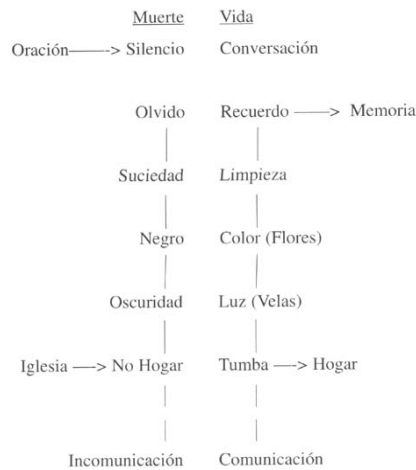 Muerte Vida
Oración——-> Silencio Conversación
Olvido Recuerdo ——> Memoria
Suciedad Limpieza
Negro Color (Flores)
Oscuridad Luz (Velas)
Iglesia —-> No Hogar Tumba —-> Hogar
Incomunicación Comunicación